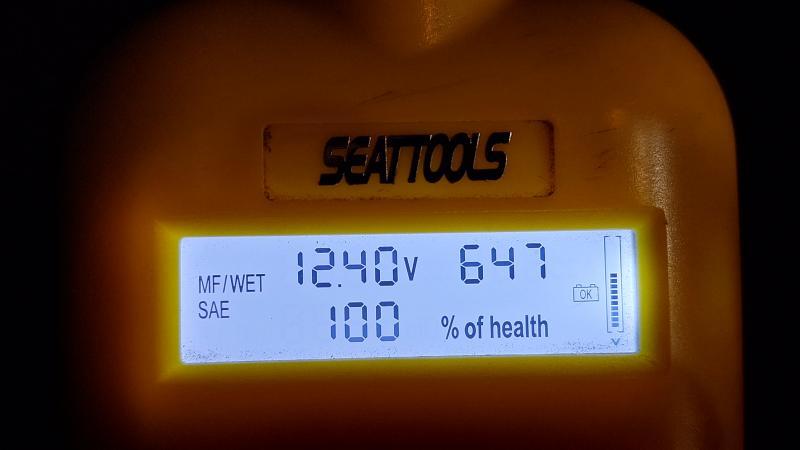 SEATTOOLS
MF/WET 12.40V 647
SAE 100 % of health
OK
V